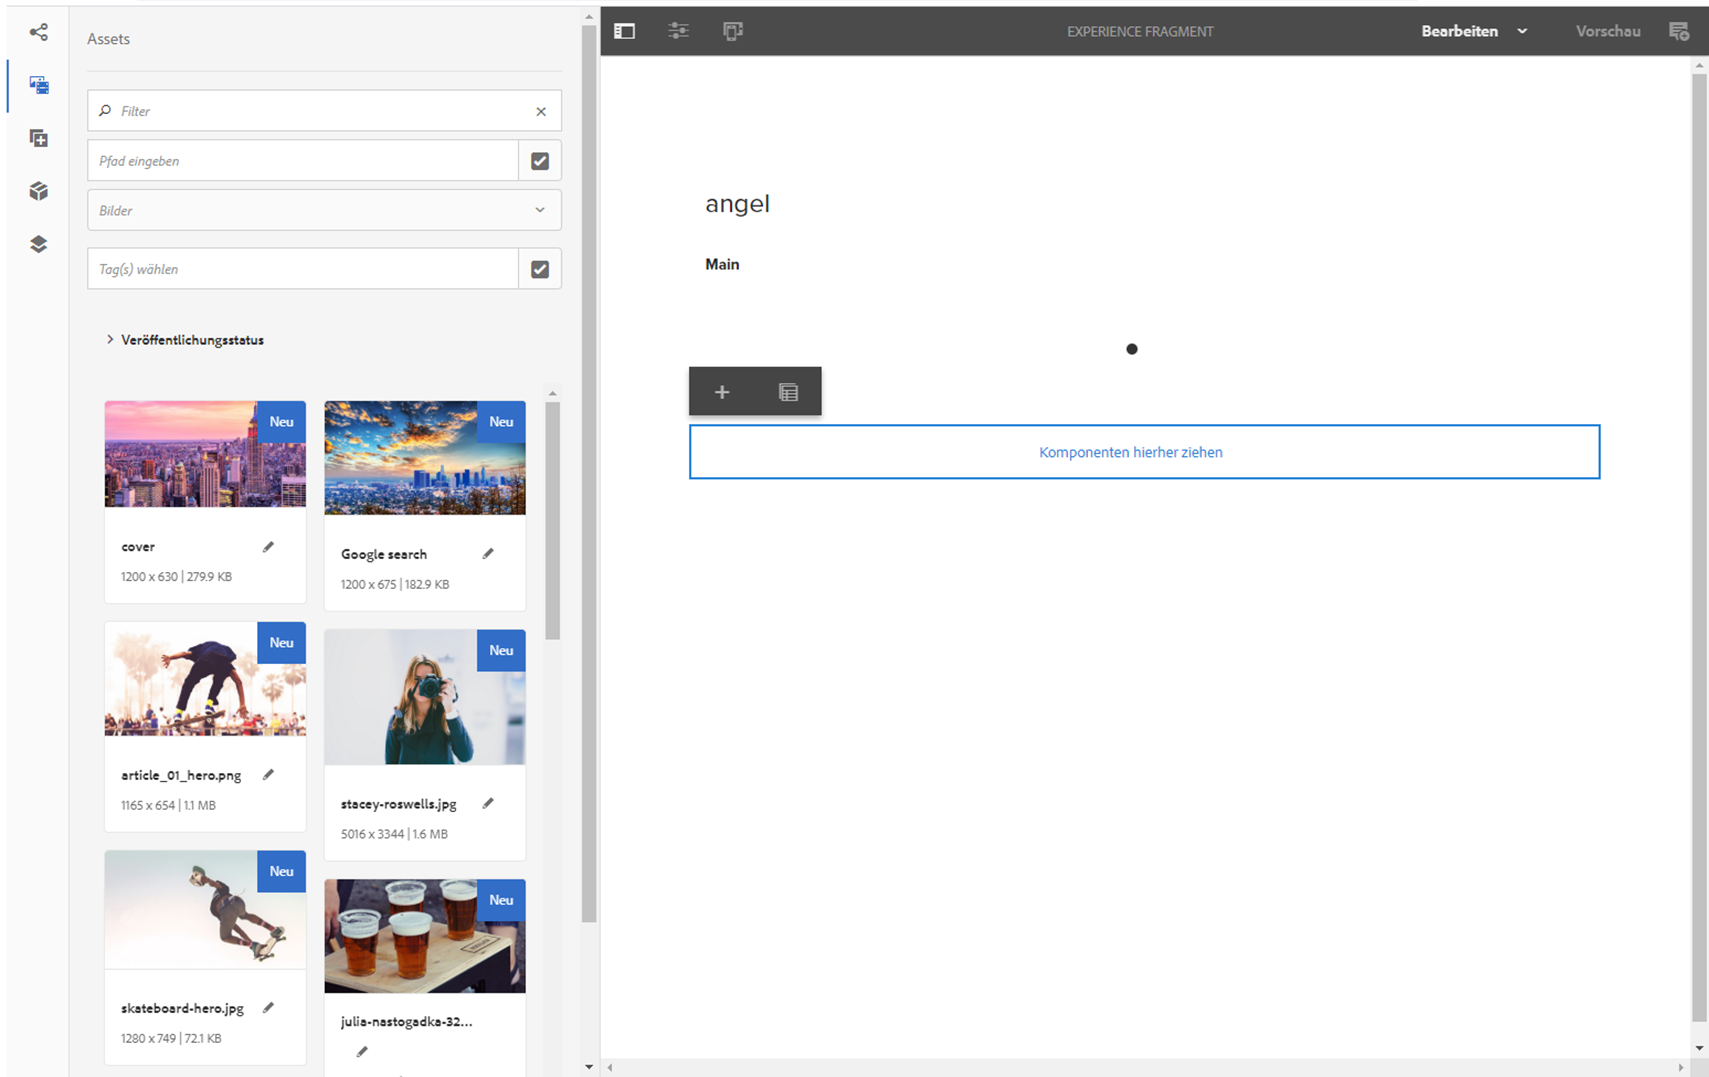 Assets
EXPERIENCE FRAGMENT
Bearbeiten
Vorschau
Filter
Pfad eingeben
Bilder
Tag(s) wählen
Veröffentlichungsstatus
angel
Main
Komponenten hierher ziehen
Neu
cover
1200 x 630 | 279.9 KB
Neu
Google search
1200 x 675 | 182.9 KB
Neu
article_01_hero.png
1165 x 654 | 1.1 MB
Neu
stacey-roswells.jpg
5016 x 3344 | 1.6 MB
Neu
skateboard-hero.jpg
1280 x 749 | 72.1 KB
Neu
julia-nastogadka-32...